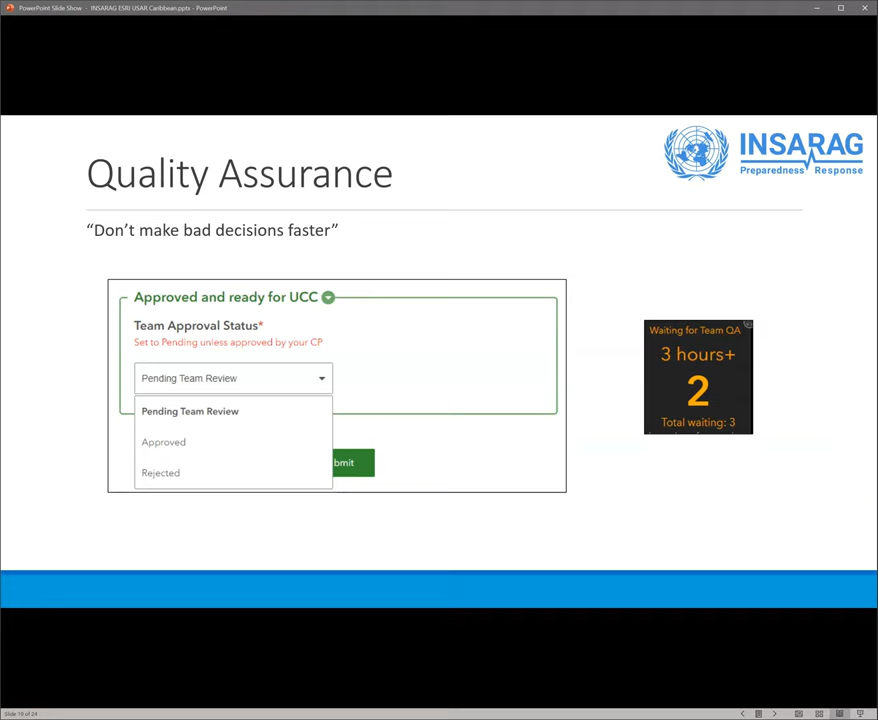 PowerPoint Slide Show - INSARAG ESRI USAR Caribbean.pptx - PowerPoint
INSARAG
Preparedness Response
Quality Assurance
“Don’t make bad decisions faster”
Approved and ready for UCC
Team Approval Status*
Set to Pending unless approved by your CP
Pending Team Review
Pending Team Review
Approved
Rejected
bmit
Waiting for Team QA
3 hours+
2
Total waiting: 3
Slide 19 of 24